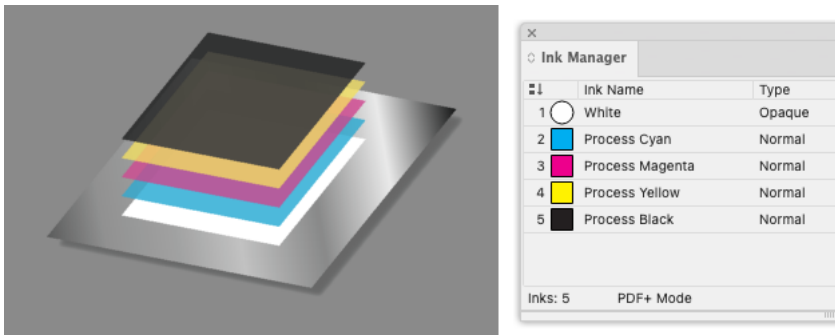 Ink Manager
Ink Name Type
1 White Opaque
2 Process Cyan Normal
3 Process Magenta Normal
4 Process Yellow Normal
5 Process Black Normal
Inks: 5 PDF+ Mode